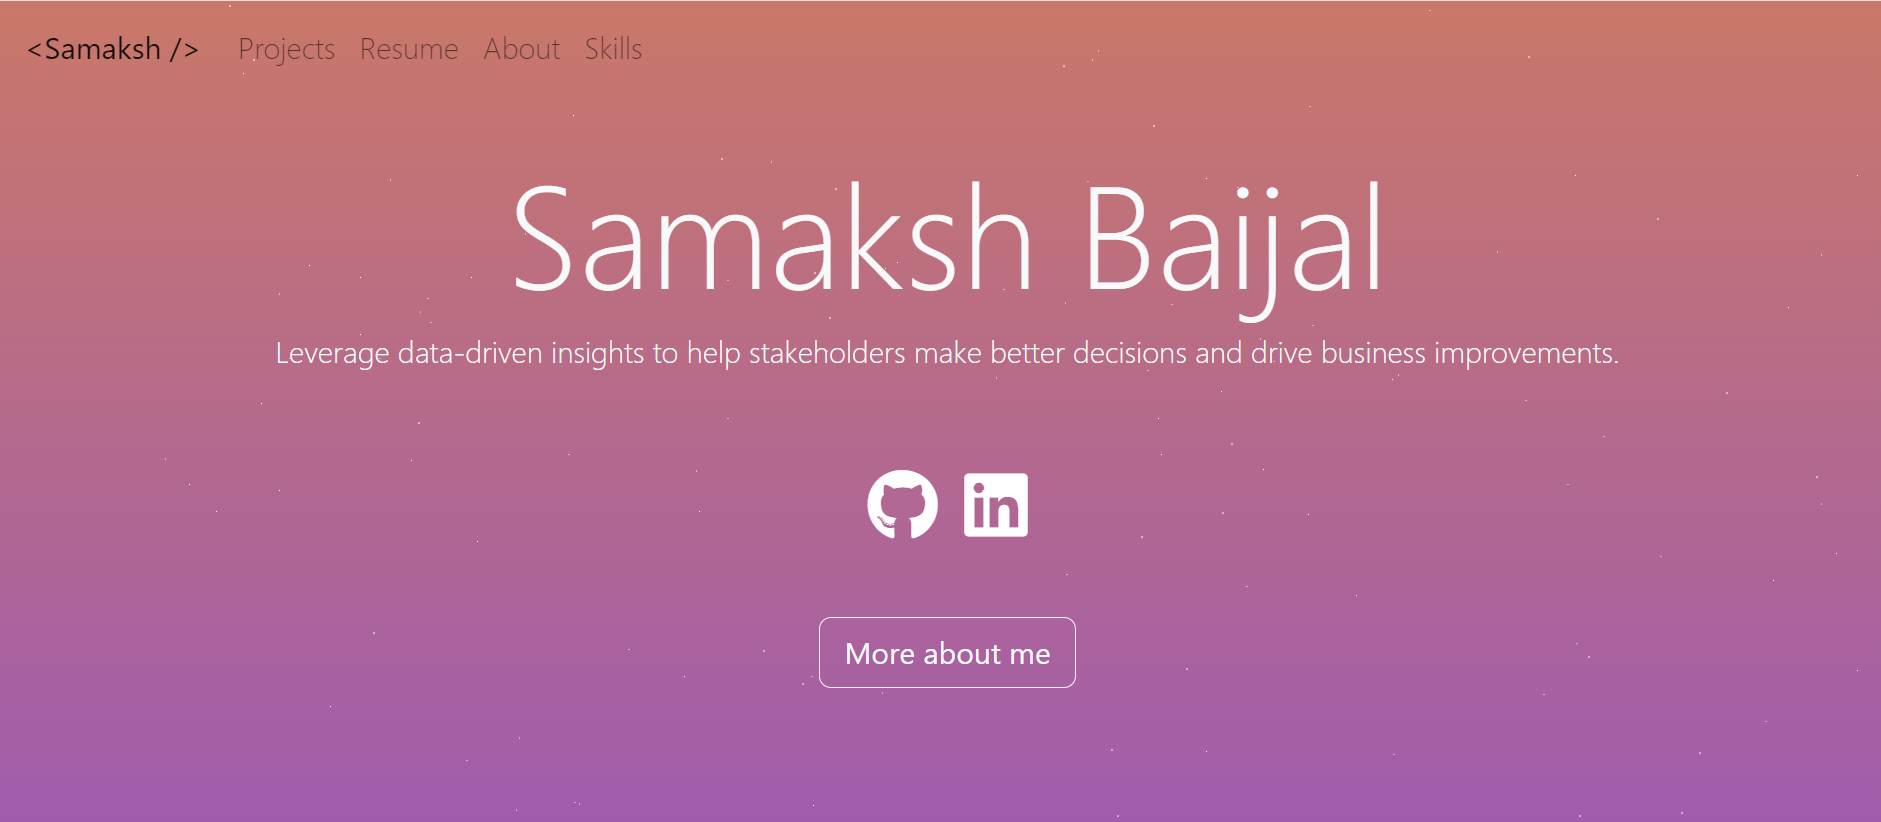 <Samaksh /> Projects Resume About Skills
Samaksh Baijal
Leverage data-driven insights to help stakeholders make better decisions and drive business improvements.
in
More about me